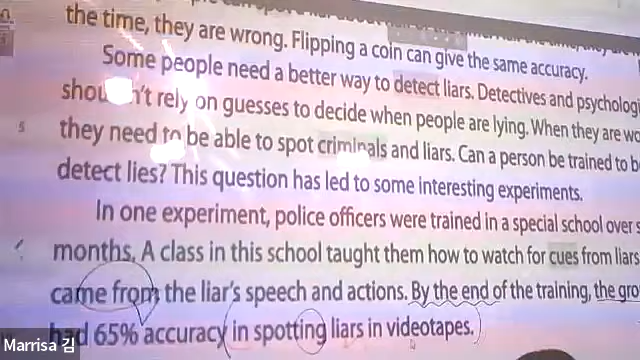 the time, they are wrong. Flipping a coin can give the same accuracy.
Some people need a better way to detect liars. Detectives and psycholog
rely on guesses to decide when people are lying. When they are wo
5 they need to be able to spot criminals and liars. Can a person be trained to b
detect lies? This question has led to some interesting experiments.
In one experiment, police officers were trained in a special school over s
months. A class in this school taught them how to watch for cues from liars
came from the liar's speech and actions. By the end of the training, the gro
had 65% accuracy in spotting liars in videotapes.
Marrisa 김